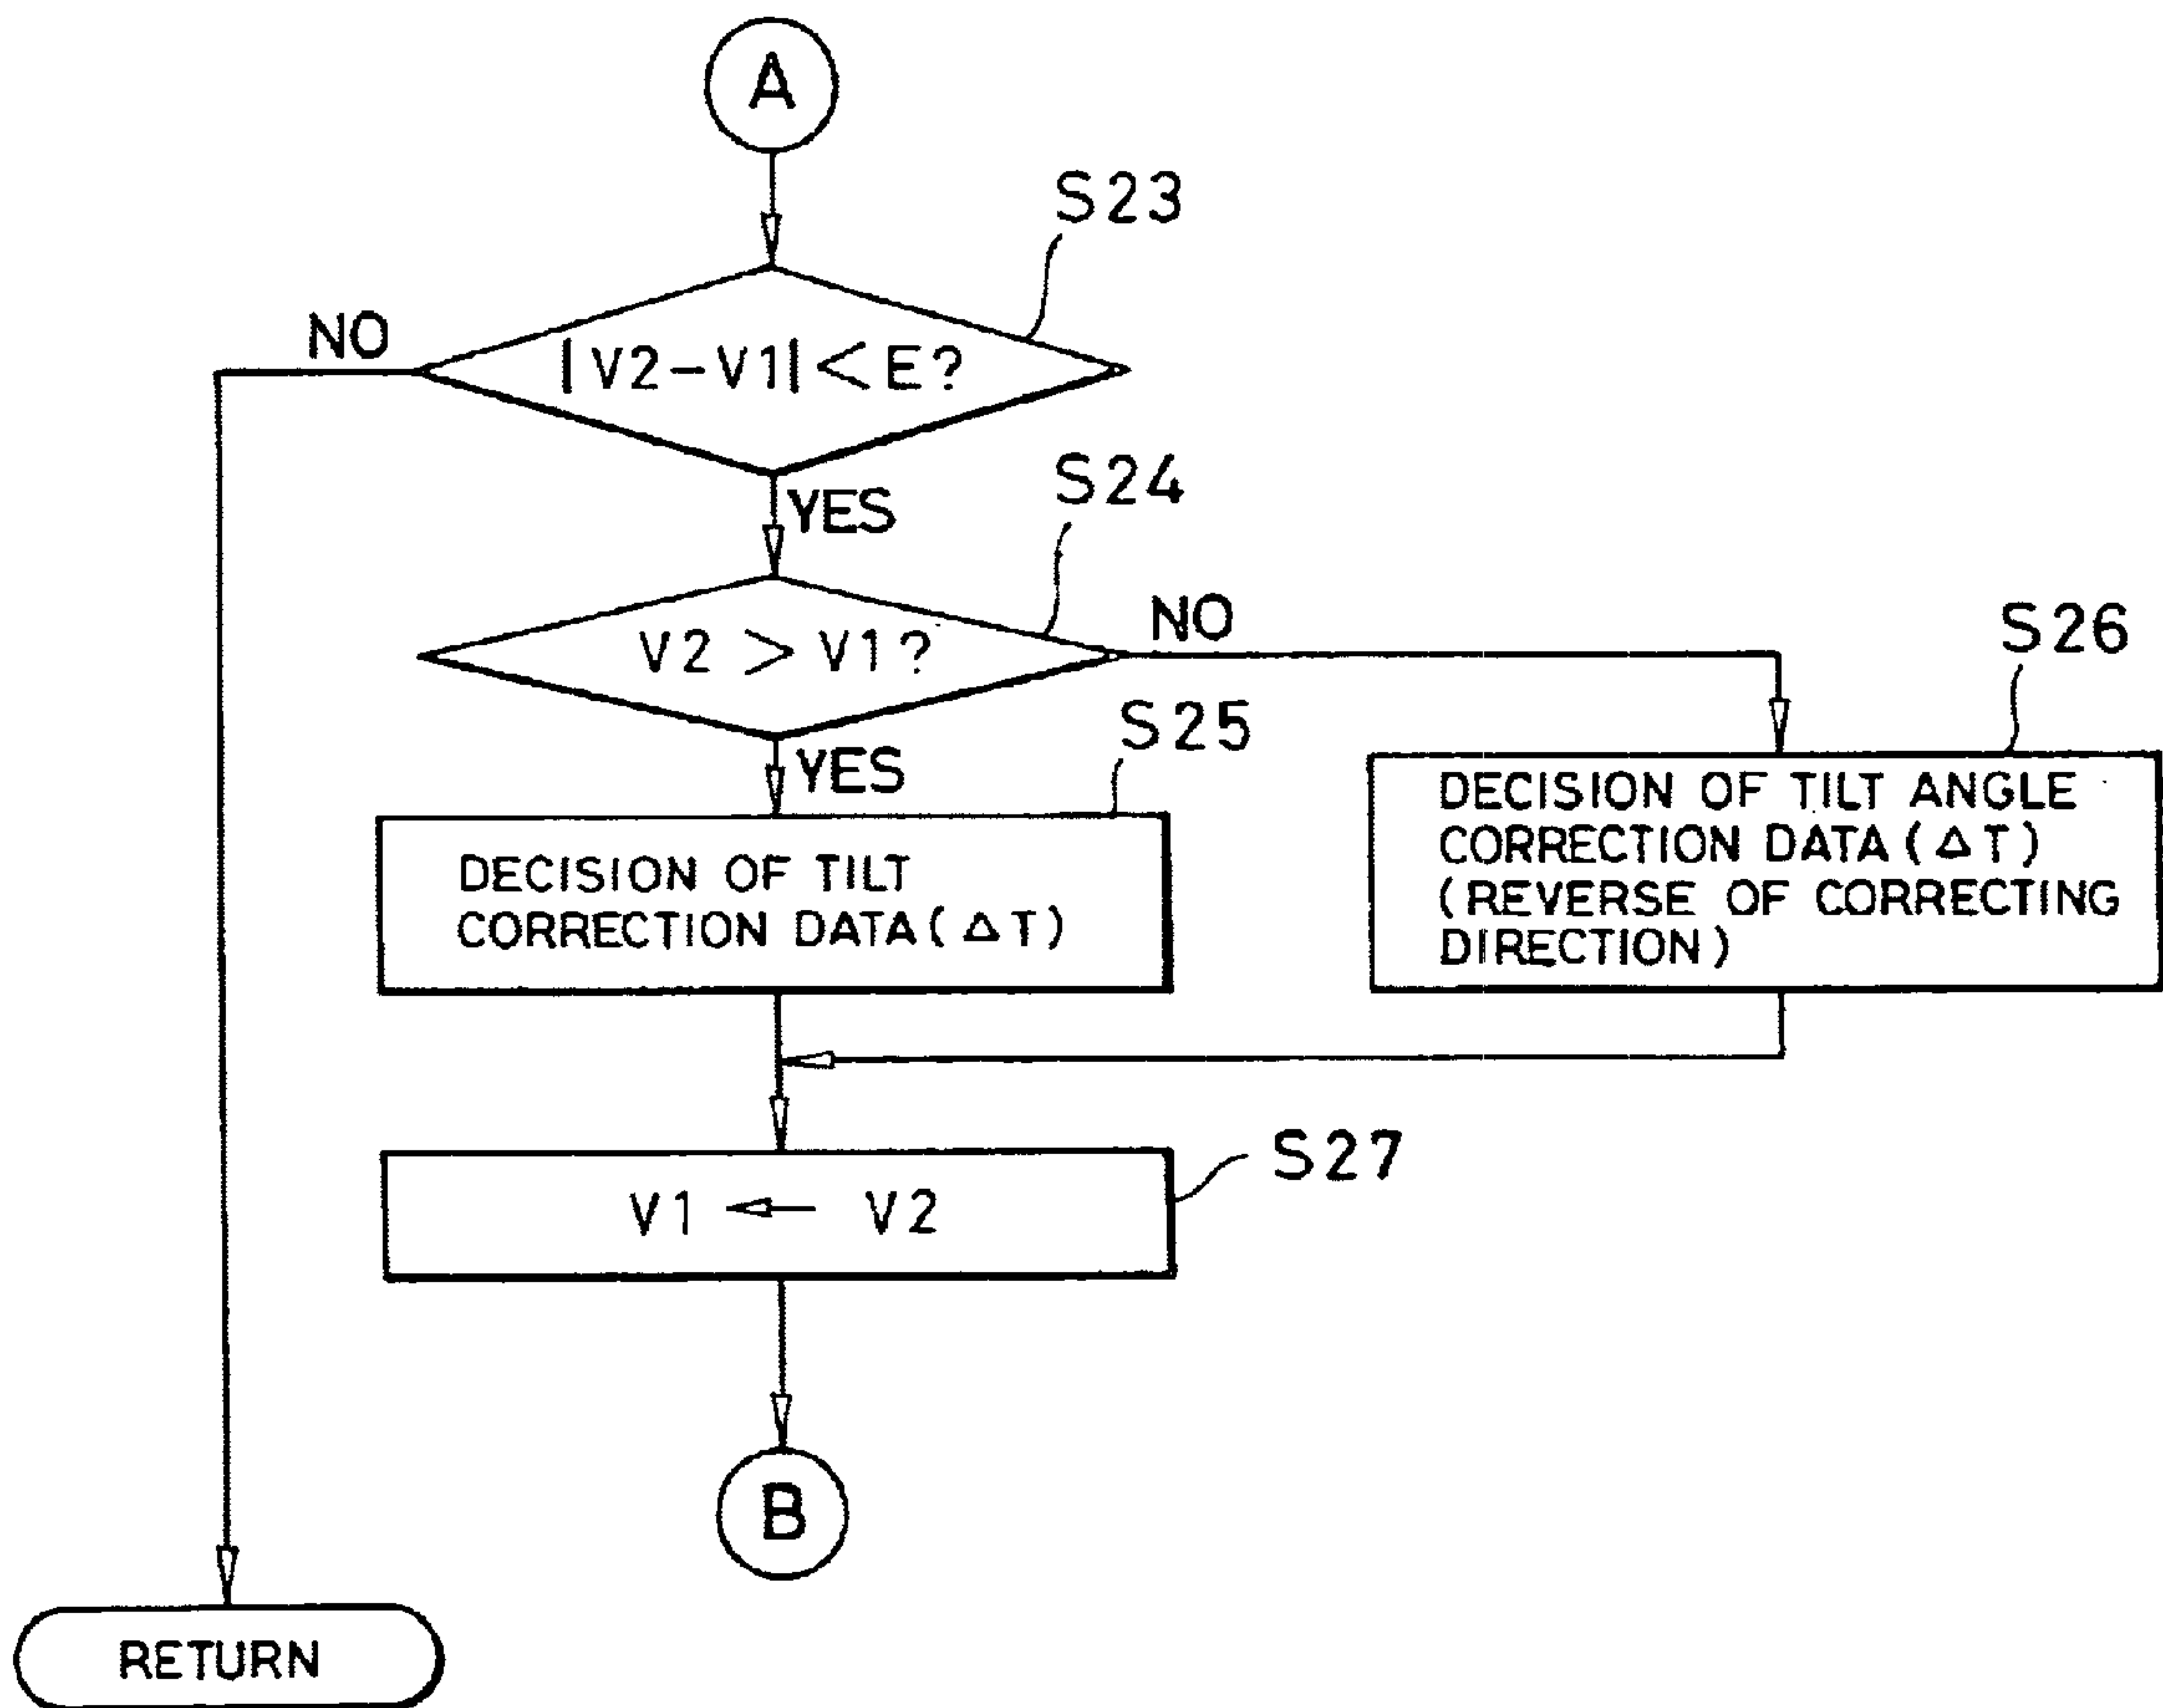 A
S23
NO
|V2-V1|<E?
YES
S24
V2 > V1?
NO
S26
S25
YES
DECISION OF TILT ANGLE
CORRECTION DATA (ΔT)
(REVERSE OF CORRECTING
DIRECTION)
DECISION OF TILT
CORRECTION DATA (ΔT)
S27
V1 ← V2
B
RETURN